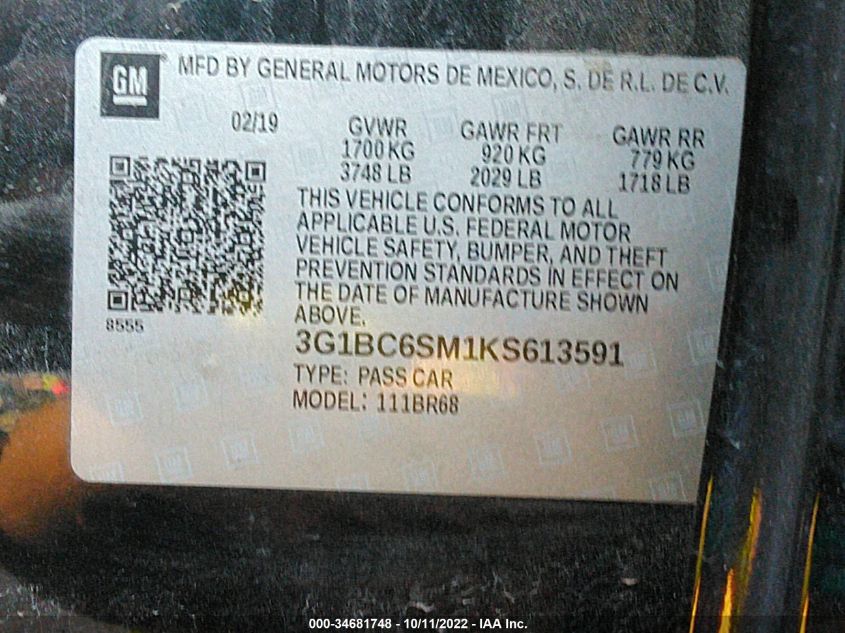 GM
MFD BY GENERAL MOTORS DE MEXICO, S. DE R.L. DE C.V.
02/19 GVWR GAWR FRT GAWR RR
1700 KG 920 KG 779 KG
3748 LB 2029 LB 1718 LB
THIS VEHICLE CONFORMS TO ALL
APPLICABLE U.S. FEDERAL MOTOR
VEHICLE SAFETY, BUMPER, AND THEFT
PREVENTION STANDARDS IN EFFECT ON
THE DATE OF MANUFACTURE SHOWN
ABOVE.
8555
3G1BC6SM1KS613591
TYPE: PASS CAR
MODEL: 111BR68
000-34681748 - 10/11/2022 - IAA Inc.